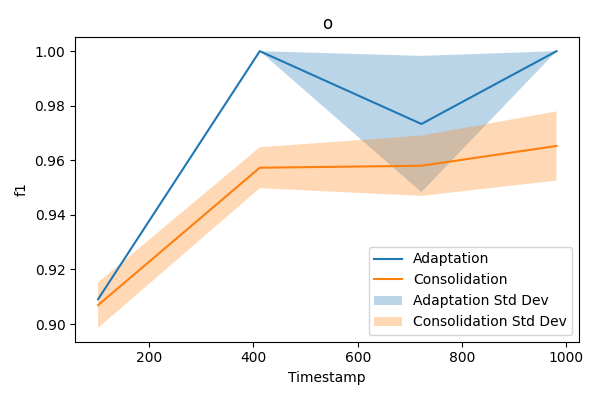 o
1.00
0.98
0.96
0.94
0.92
0.90
f1
200
400
600
800
1000
Timestamp
Adaptation
Consolidation
Adaptation Std Dev
Consolidation Std Dev